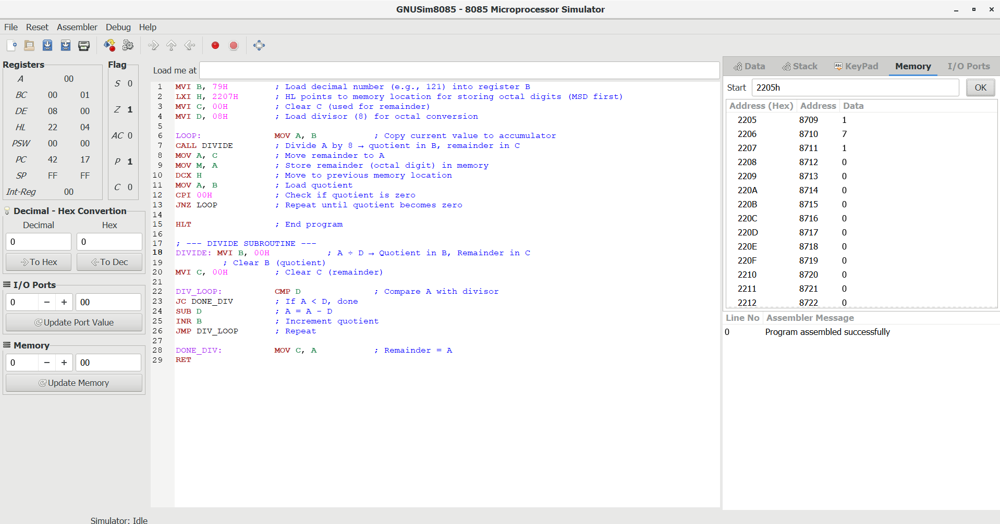 GNUSim8085 - 8085 Microprocessor Simulator
File Reset Assembler Debug Help
Registers
A 00
BC 00 01
DE 08 00
HL 22 04
PSW 00 00
PC 42 17
SP FF FF
Int-Reg 00
Flag
S 0
Z 1
AC 0
P 1
C 0
Decimal - Hex Convertion
Decimal Hex
0 0
To Hex To Dec
I/O Ports
0 − + 00
Update Port Value
Memory
0 − + 00
Update Memory
Load me at
1 MVI B, 79H ; Load decimal number (e.g., 121) into register B
2 LXI H, 2207H ; HL points to memory location for storing octal digits (MSD first)
3 MVI C, 00H ; Clear C (used for remainder)
4 MVI D, 08H ; Load divisor (8) for octal conversion
5
6 LOOP: MOV A, B ; Copy current value to accumulator
7 CALL DIVIDE ; Divide A by 8 → quotient in B, remainder in C
8 MOV A, C ; Move remainder to A
9 MOV M, A ; Store remainder (octal digit) in memory
10 DCX H ; Move to previous memory location
11 MOV A, B ; Load quotient
12 CPI 00H ; Check if quotient is zero
13 JNZ LOOP ; Repeat until quotient becomes zero
14
15 HLT ; End program
16
17 ; --- DIVIDE SUBROUTINE ---
18 DIVIDE: MVI B, 00H ; A ÷ D → Quotient in B, Remainder in C
19 ; Clear B (quotient)
20 MVI C, 00H ; Clear C (remainder)
21
22 DIV_LOOP: CMP D ; Compare A with divisor
23 JC DONE_DIV ; If A < D, done
24 SUB D ; A = A - D
25 INR B ; Increment quotient
26 JMP DIV_LOOP ; Repeat
27
28 DONE_DIV: MOV C, A ; Remainder = A
29 RET
Data Stack Abc KeyPad Memory I/O Ports
Start 2205h OK
Address (Hex) Address Data
2205 8709 1
2206 8710 7
2207 8711 1
2208 8712 0
2209 8713 0
220A 8714 0
220B 8715 0
220C 8716 0
220D 8717 0
220E 8718 0
220F 8719 0
2210 8720 0
2211 8721 0
2212 8722 0
Line No Assembler Message
0 Program assembled successfully
Simulator: Idle